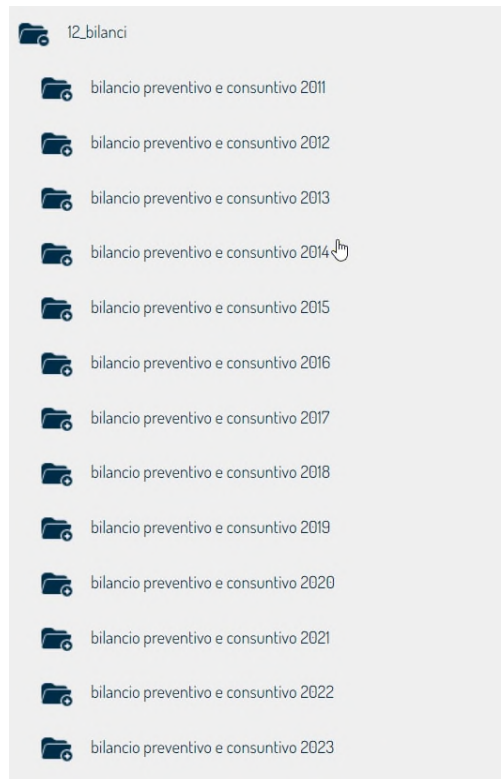 12_bilanci
bilancio preventivo e consuntivo 2011
bilancio preventivo e consuntivo 2012
bilancio preventivo e consuntivo 2013
bilancio preventivo e consuntivo 2014
bilancio preventivo e consuntivo 2015
bilancio preventivo e consuntivo 2016
bilancio preventivo e consuntivo 2017
bilancio preventivo e consuntivo 2018
bilancio preventivo e consuntivo 2019
bilancio preventivo e consuntivo 2020
bilancio preventivo e consuntivo 2021
bilancio preventivo e consuntivo 2022
bilancio preventivo e consuntivo 2023